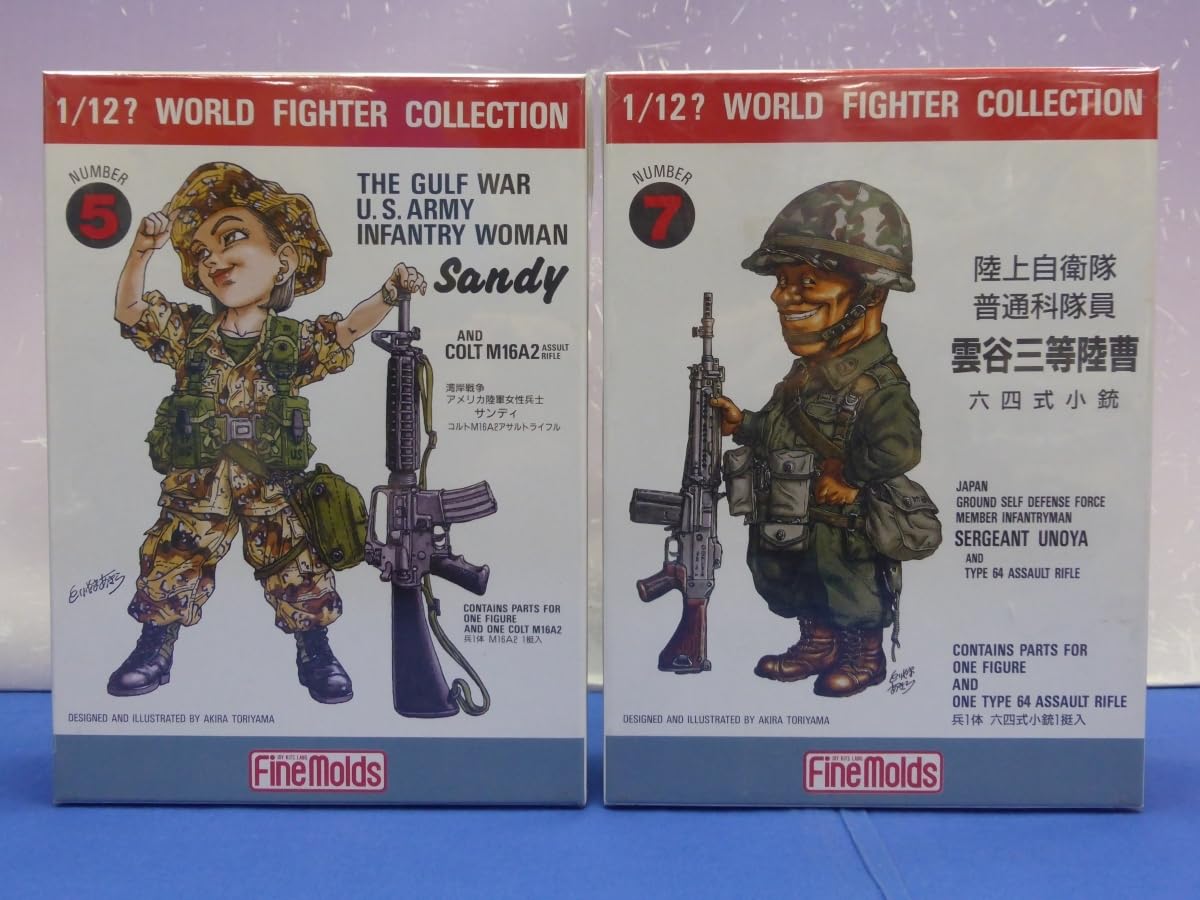 1/12? WORLD FIGHTER COLLECTION
NUMBER
5
THE GULF WAR
U.S. ARMY
INFANTRY WOMAN
Sandy
AND
COLT M16A2 ASSULT RIFLE
湾岸戦争
アメリカ陸軍女性兵士
サンディ
コルトM16A2アサルトライフル
US
CONTAINS PARTS FOR
ONE FIGURE
AND ONE COLT M16A2
兵1体 M16A2 1挺入
DESIGNED AND ILLUSTRATED BY AKIRA TORIYAMA
MY KITS LAND
FineMolds
1/12? WORLD FIGHTER COLLECTION
NUMBER
7
陸上自衛隊
普通科隊員
雲谷三等陸曹
六四式小銃
JAPAN
GROUND SELF DEFENSE FORCE
MEMBER INFANTRYMAN
SERGEANT UNOYA
AND
TYPE 64 ASSAULT RIFLE
CONTAINS PARTS FOR
ONE FIGURE
AND
ONE TYPE 64 ASSAULT RIFLE
兵1体 六四式小銃1挺入
DESIGNED AND ILLUSTRATED BY AKIRA TORIYAMA
MY KITS LAND
FineMolds